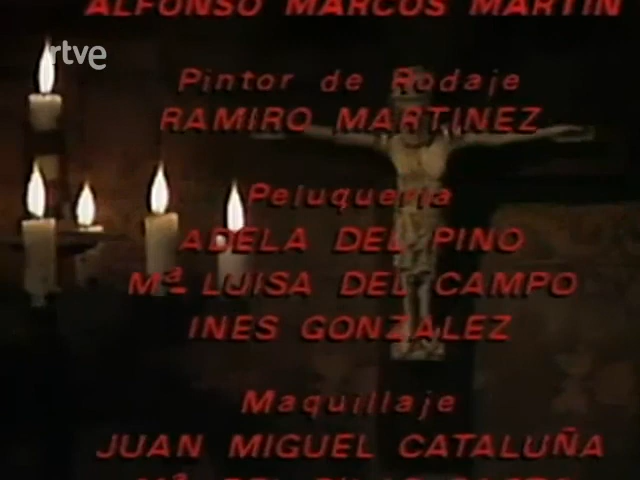 ALFONSO MARCOS MARTIN
rtve
Pintor de Rodaje
RAMIRO MARTINEZ
Peluquería
ADELA DEL PINO
Mª LUISA DEL CAMPO
INES GONZALEZ
Maquillaje
JUAN MIGUEL CATALUÑA